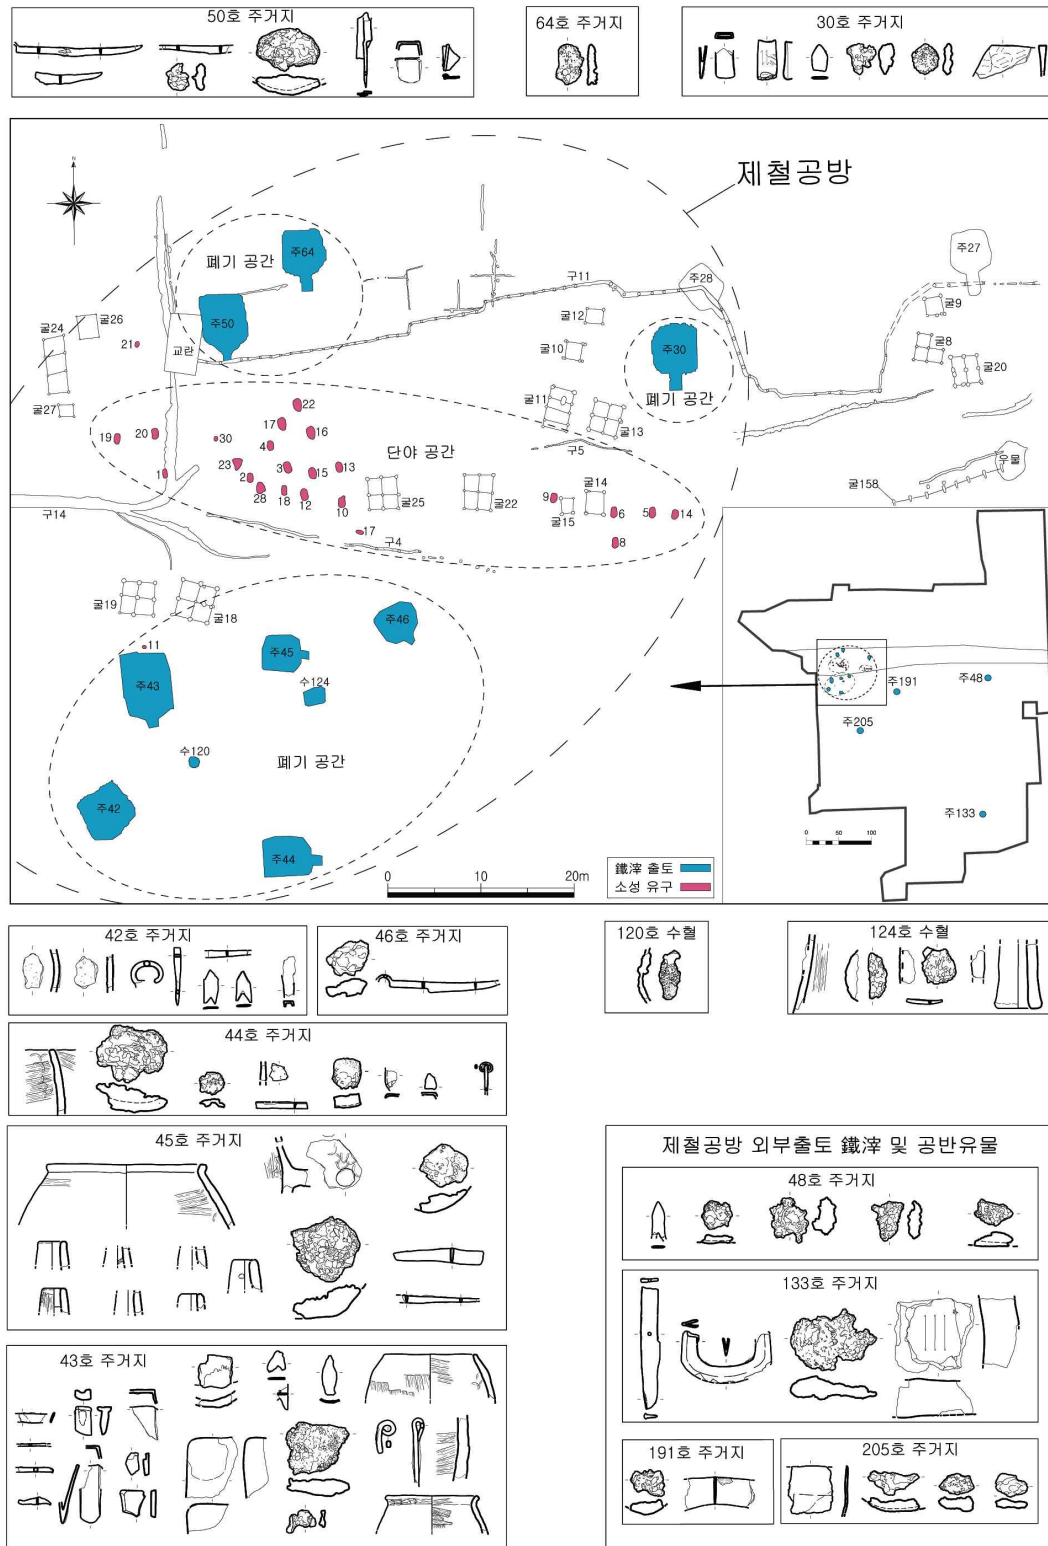 50호 주거지
64호 주거지
30호 주거지
N
제철공방
주64
폐기 공간
주50
주27
구11
주28
굴9
굴12
굴26
굴24
21
교란
굴10
주30
굴8
굴20
굴27
굴11
굴13
폐기 공간
22
17
16
19
20
30
4
단야 공간
구5
23
3
15
13
1
2
28
18
12
10
굴25
굴22
9
굴14
굴15
6
5
14
우물
굴158
구14
17
구4
8
굴19
굴18
주46
11
주45
주43
수124
수120
폐기 공간
주42
주44
주191
주48
주205
주133
0
50
100
0
10
20m
鐵滓 출토
소성 유구
42호 주거지
46호 주거지
120호 수혈
124호 수혈
44호 주거지
45호 주거지
제철공방 외부출토 鐵滓 및 공반유물
48호 주거지
133호 주거지
43호 주거지
191호 주거지
205호 주거지